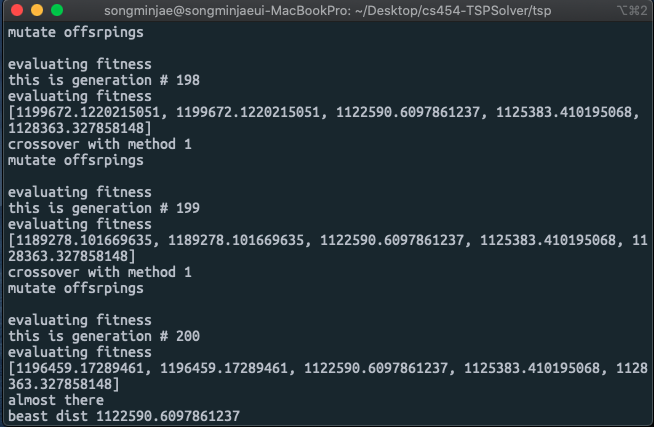 songminjae@songminjaeui-MacBookPro: ~/Desktop/cs454-TSPSolver/tsp ⌥⌘2
mutate offsrpings
evaluating fitness
this is generation # 198
evaluating fitness
[1199672.1220215051, 1199672.1220215051, 1122590.6097861237, 1125383.410195068,
1128363.327858148]
crossover with method 1
mutate offsrpings
evaluating fitness
this is generation # 199
evaluating fitness
[1189278.101669635, 1189278.101669635, 1122590.6097861237, 1125383.410195068, 11
28363.327858148]
crossover with method 1
mutate offsrpings
evaluating fitness
this is generation # 200
evaluating fitness
[1196459.17289461, 1196459.17289461, 1122590.6097861237, 1125383.410195068, 1128
363.327858148]
almost there
beast dist 1122590.6097861237